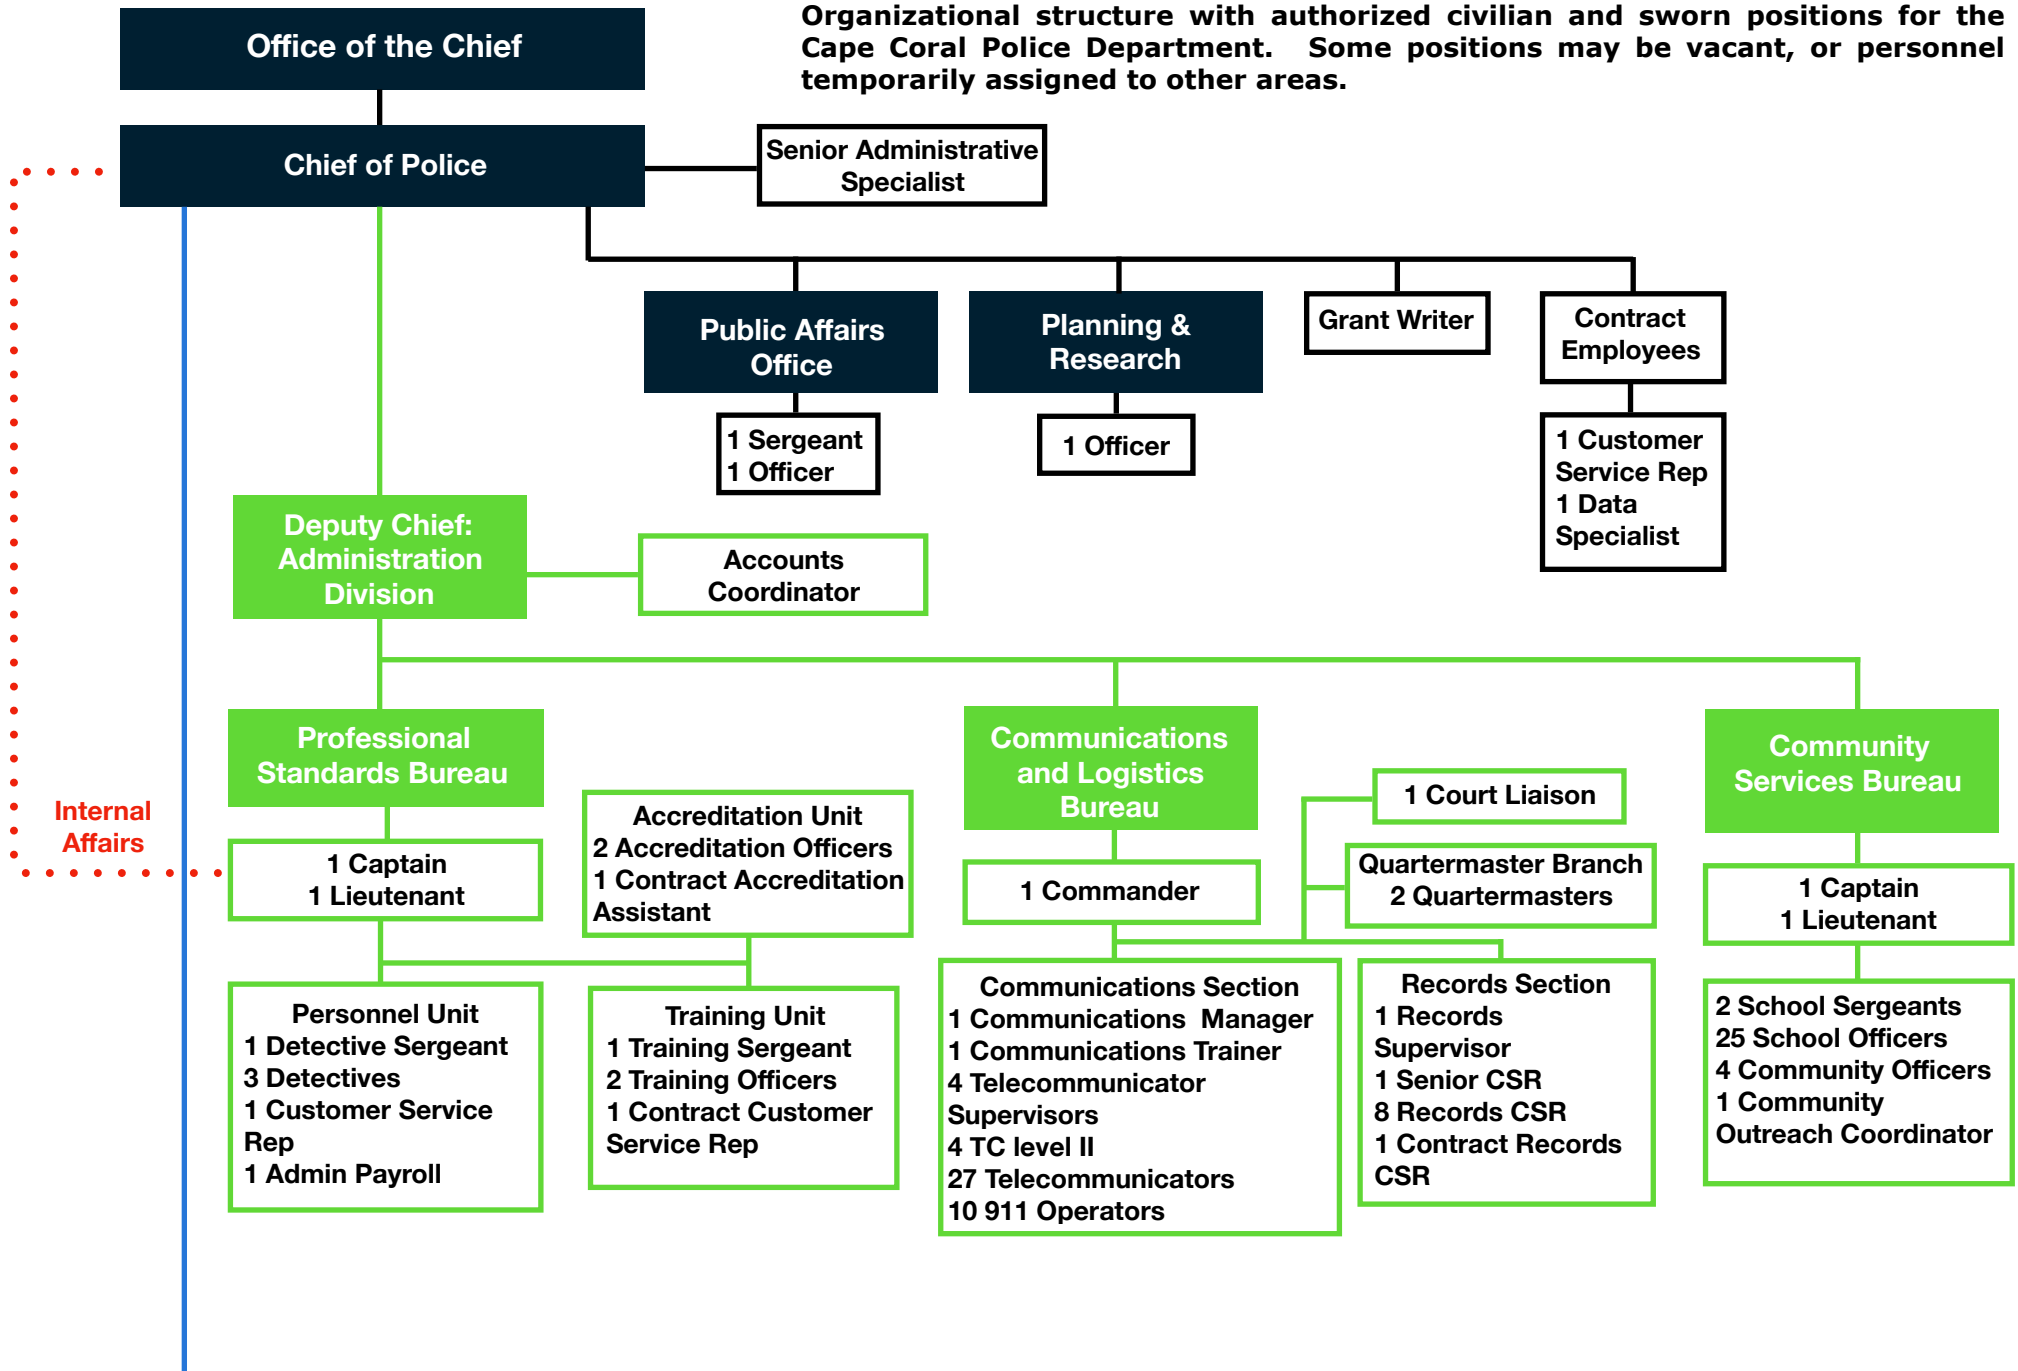 Organizational structure with authorized civilian and sworn positions for the
Cape Coral Police Department. Some positions may be vacant, or personnel
temporarily assigned to other areas.
Office of the Chief
Chief of Police
Senior Administrative
Specialist
Public Affairs
Office
Planning &
Research
Grant Writer
Contract
Employees
1 Sergeant
1 Officer
1 Officer
1 Customer
Service Rep
1 Data
Specialist
Deputy Chief:
Administration
Division
Accounts
Coordinator
Professional
Standards Bureau
Internal
Affairs
1 Captain
1 Lieutenant
Accreditation Unit
2 Accreditation Officers
1 Contract Accreditation
Assistant
Personnel Unit
1 Detective Sergeant
3 Detectives
1 Customer Service
Rep
1 Admin Payroll
Training Unit
1 Training Sergeant
2 Training Officers
1 Contract Customer
Service Rep
Communications
and Logistics
Bureau
1 Commander
1 Court Liaison
Quartermaster Branch
2 Quartermasters
Communications Section
1 Communications Manager
1 Communications Trainer
4 Telecommunicator
Supervisors
4 TC level II
27 Telecommunicators
10 911 Operators
Records Section
1 Records
Supervisor
1 Senior CSR
8 Records CSR
1 Contract Records
CSR
Community
Services Bureau
1 Captain
1 Lieutenant
2 School Sergeants
25 School Officers
4 Community Officers
1 Community
Outreach Coordinator